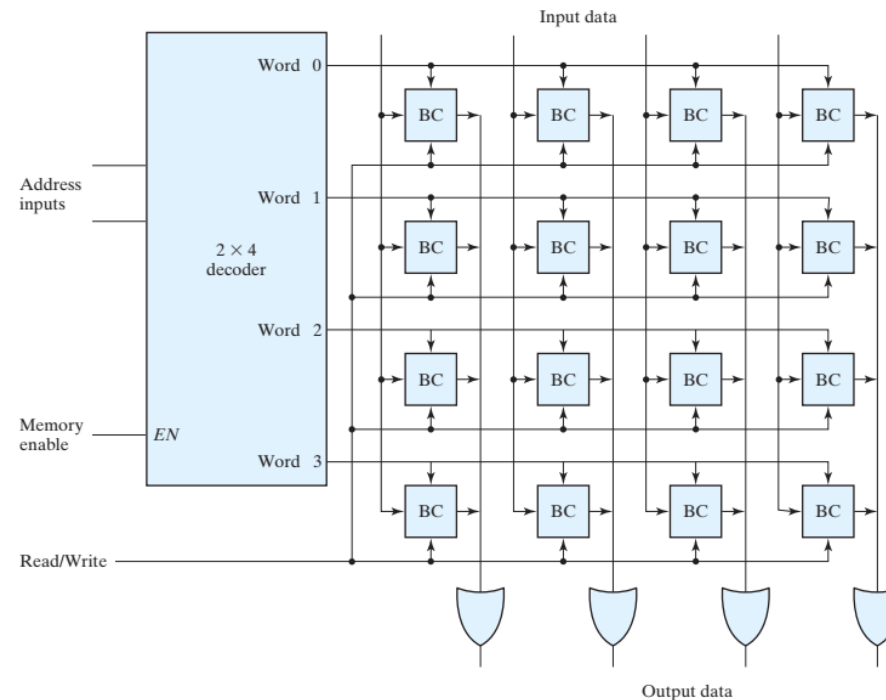 Input data
Word 0
BC BC BC BC
Address
inputs
Word 1
2 × 4
decoder
BC BC BC BC
Word 2
BC BC BC BC
Memory
enable
EN
Word 3
BC BC BC BC
Read/Write
Output data